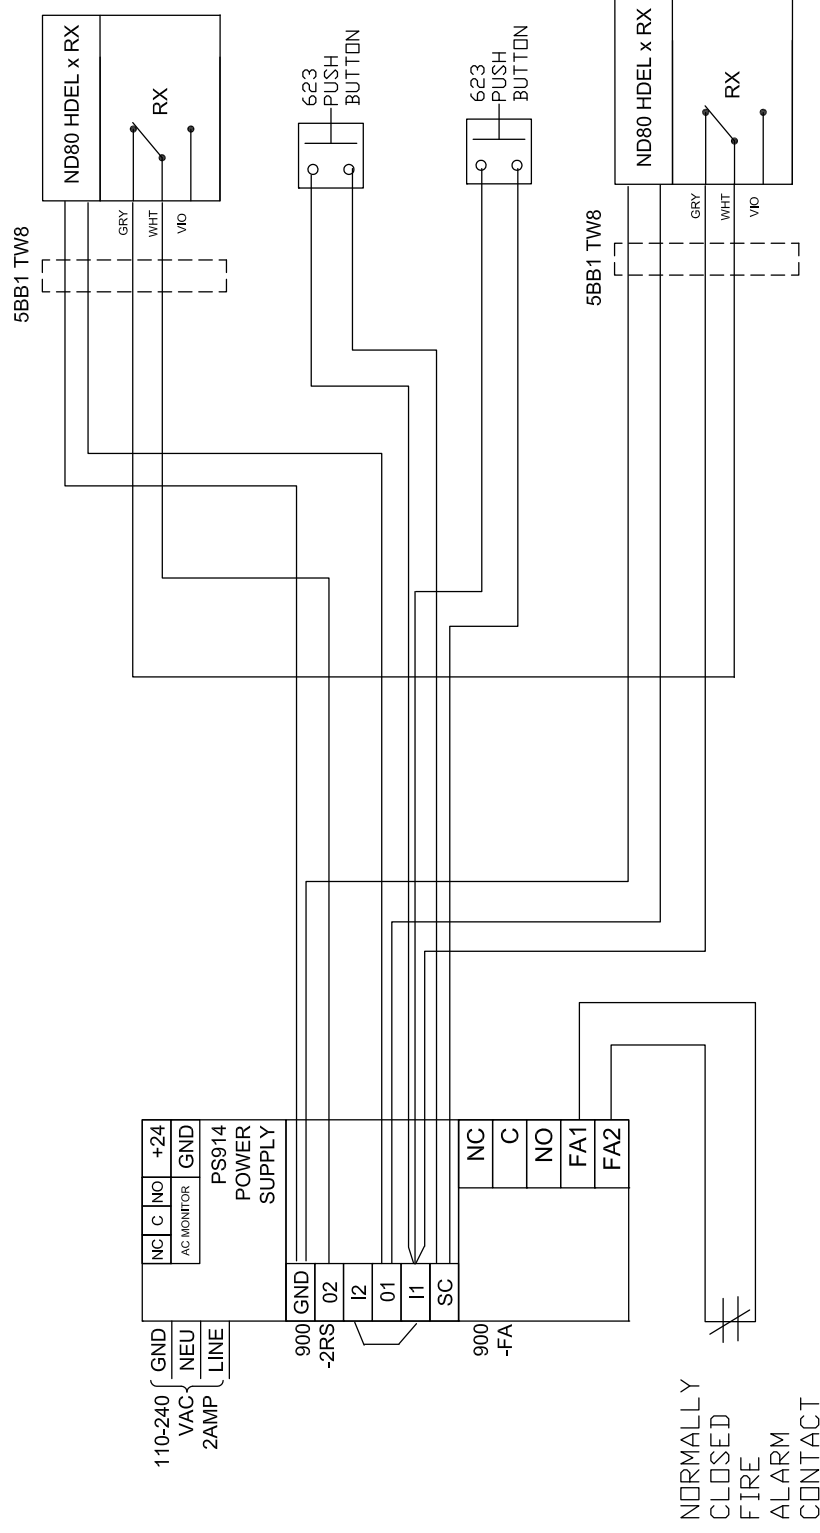 ND80 HDEL x RX
RX
GRY
WHT
VIO
5BB1 TW8
623
PUSH
BUTTON
623
PUSH
BUTTON
ND80 HDEL x RX
RX
GRY
WHT
VIO
5BB1 TW8
NC C NO
+24
AC MONITOR
GND
PS914
POWER
SUPPLY
GND
NEU
LINE
110-240
VAC
2AMP
GND
02
I2
01
I1
SC
900
-2RS
900
-FA
NC
C
NO
FA1
FA2
NORMALLY
CLOSED
FIRE
ALARM
CONTACT